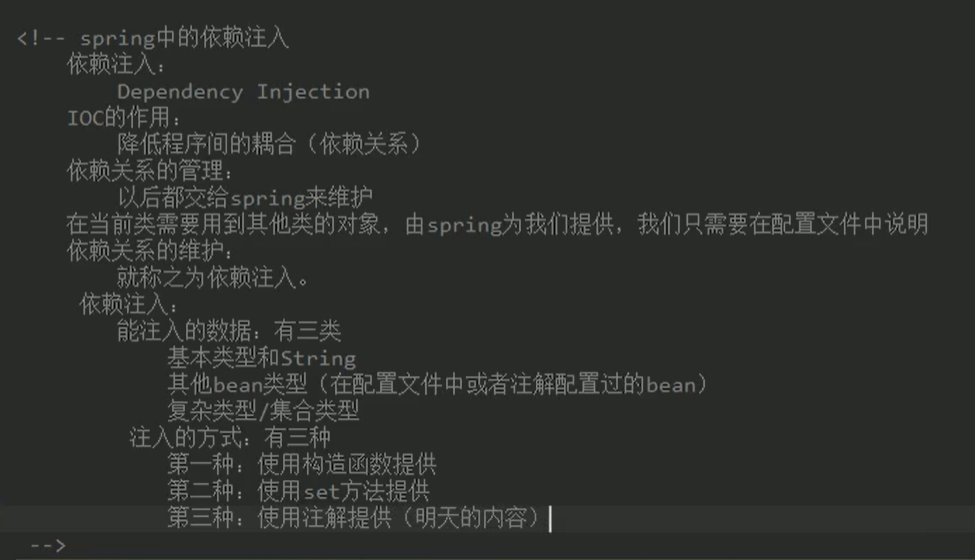 <!-- spring中的依赖注入
依赖注入：
Dependency Injection
IOC的作用：
降低程序间的耦合（依赖关系）
依赖关系的管理：
以后都交给spring来维护
在当前类需要用到其他类的对象，由spring为我们提供，我们只需要在配置文件中说明
依赖关系的维护：
就称之为依赖注入。
依赖注入：
能注入的数据：有三类
基本类型和String
其他bean类型（在配置文件中或者注解配置过的bean）
复杂类型/集合类型
注入的方式：有三种
第一种：使用构造函数提供
第二种：使用set方法提供
第三种：使用注解提供（明天的内容）
-->